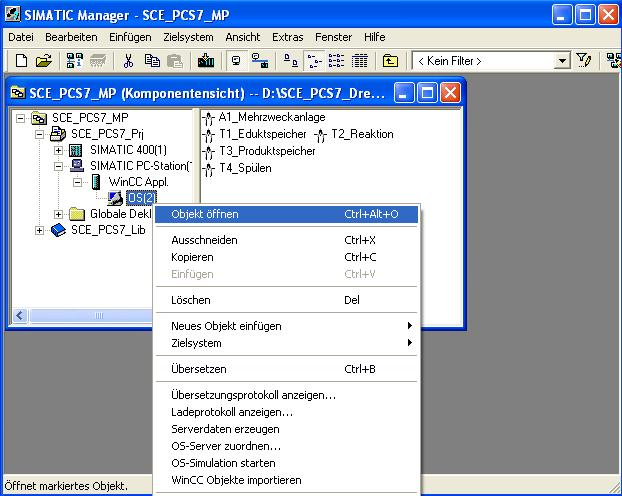 SIMATIC Manager - SCE_PCS7_MP
Datei Bearbeiten Einfügen Zielsystem Ansicht Extras Fenster Hilfe
< Kein Filter >
SCE_PCS7_MP (Komponentensicht) -- D:\SCE_PCS7_Dre...
SCE_PCS7_MP
SCE_PCS7_Prj
SIMATIC 400(1)
SIMATIC PC-Station(
WinCC Appl.
OS(2)
Globale Dekl
SCE_PCS7_Lib
A1_Mehrzweckanlage
T1_Eduktspeicher T2_Reaktion
T3_Produktspeicher
T4_Spülen
Objekt öffnen Ctrl+Alt+O
Ausschneiden Ctrl+X
Kopieren Ctrl+C
Einfügen Ctrl+V
Löschen Del
Neues Objekt einfügen
Zielsystem
Übersetzen Ctrl+B
Übersetzungsprotokoll anzeigen...
Ladeprotokoll anzeigen...
Serverdaten erzeugen
OS-Server zuordnen...
OS-Simulation starten
WinCC Objekte importieren
Öffnet markiertes Objekt.